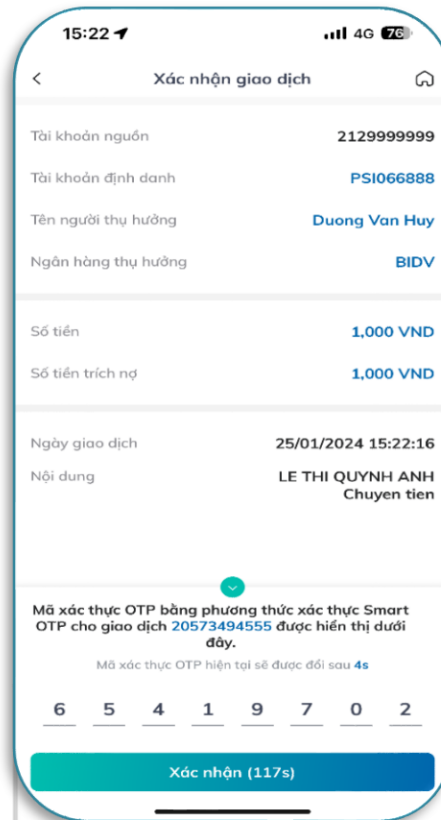 15:22 4G 76
Xác nhận giao dịch
Tài khoản nguồn 2129999999
Tài khoản định danh PSI066888
Tên người thụ hưởng Duong Van Huy
Ngân hàng thụ hưởng BIDV
Số tiền 1,000 VND
Số tiền trích nợ 1,000 VND
Ngày giao dịch 25/01/2024 15:22:16
Nội dung LE THI QUYNH ANH
Chuyen tien
Mã xác thực OTP bằng phương thức xác thực Smart
OTP cho giao dịch 20573494555 được hiển thị dưới
đây.
Mã xác thực OTP hiện tại sẽ được đổi sau 4s
6 5 4 1 9 7 0 2
Xác nhận (117s)